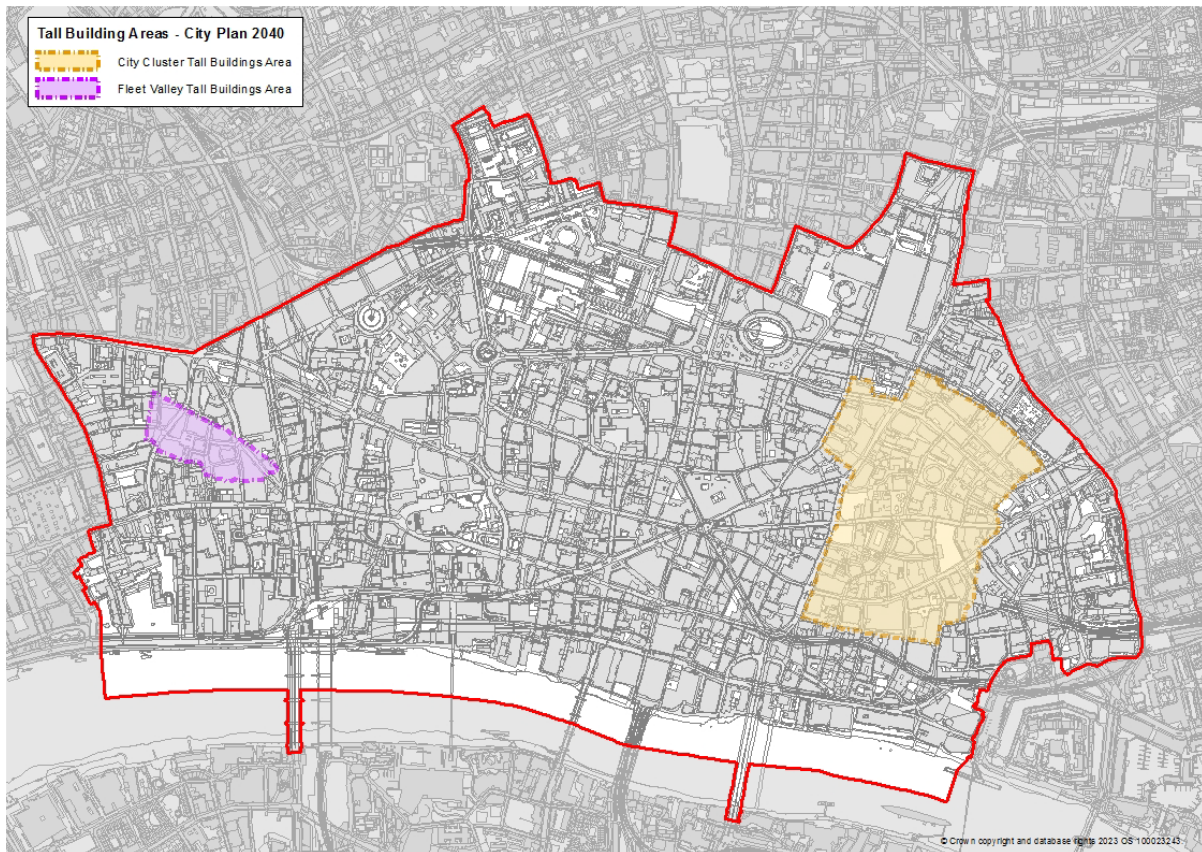 Tall Building Areas - City Plan 2040
City Cluster Tall Buildings Area
Fleet Valley Tall Buildings Area
© Crown copyright and database rights 2023 OS 100023243